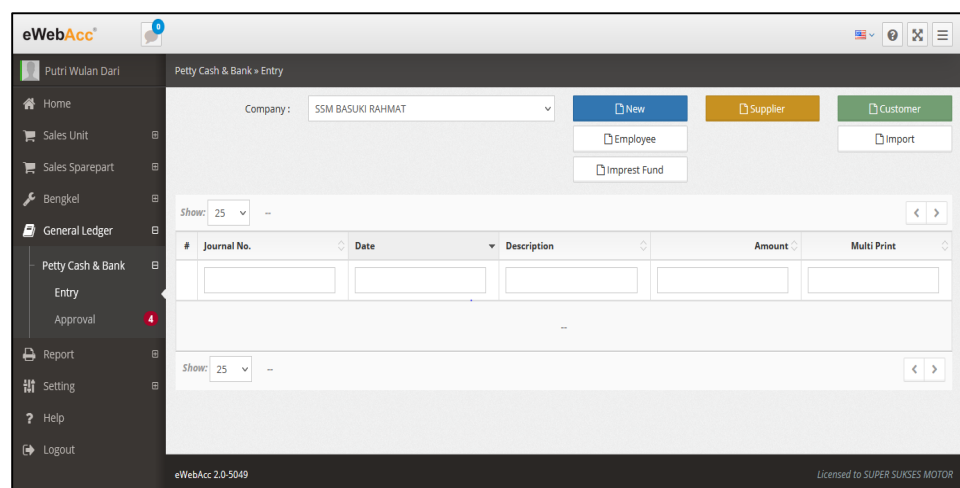 eWebAcc®
0
Putri Wulan Dari
Petty Cash & Bank » Entry
Home
Sales Unit
Sales Sparepart
Bengkel
General Ledger
Petty Cash & Bank
Entry
Approval 4
Report
Setting
Help
Logout
Company : SSM BASUKI RAHMAT
New Supplier Customer
Employee Import
Imprest Fund
Show: 25 --
# Journal No. Date Description Amount Multi Print
--
Show: 25 --
eWebAcc 2.0-5049 Licensed to SUPER SUKSES MOTOR